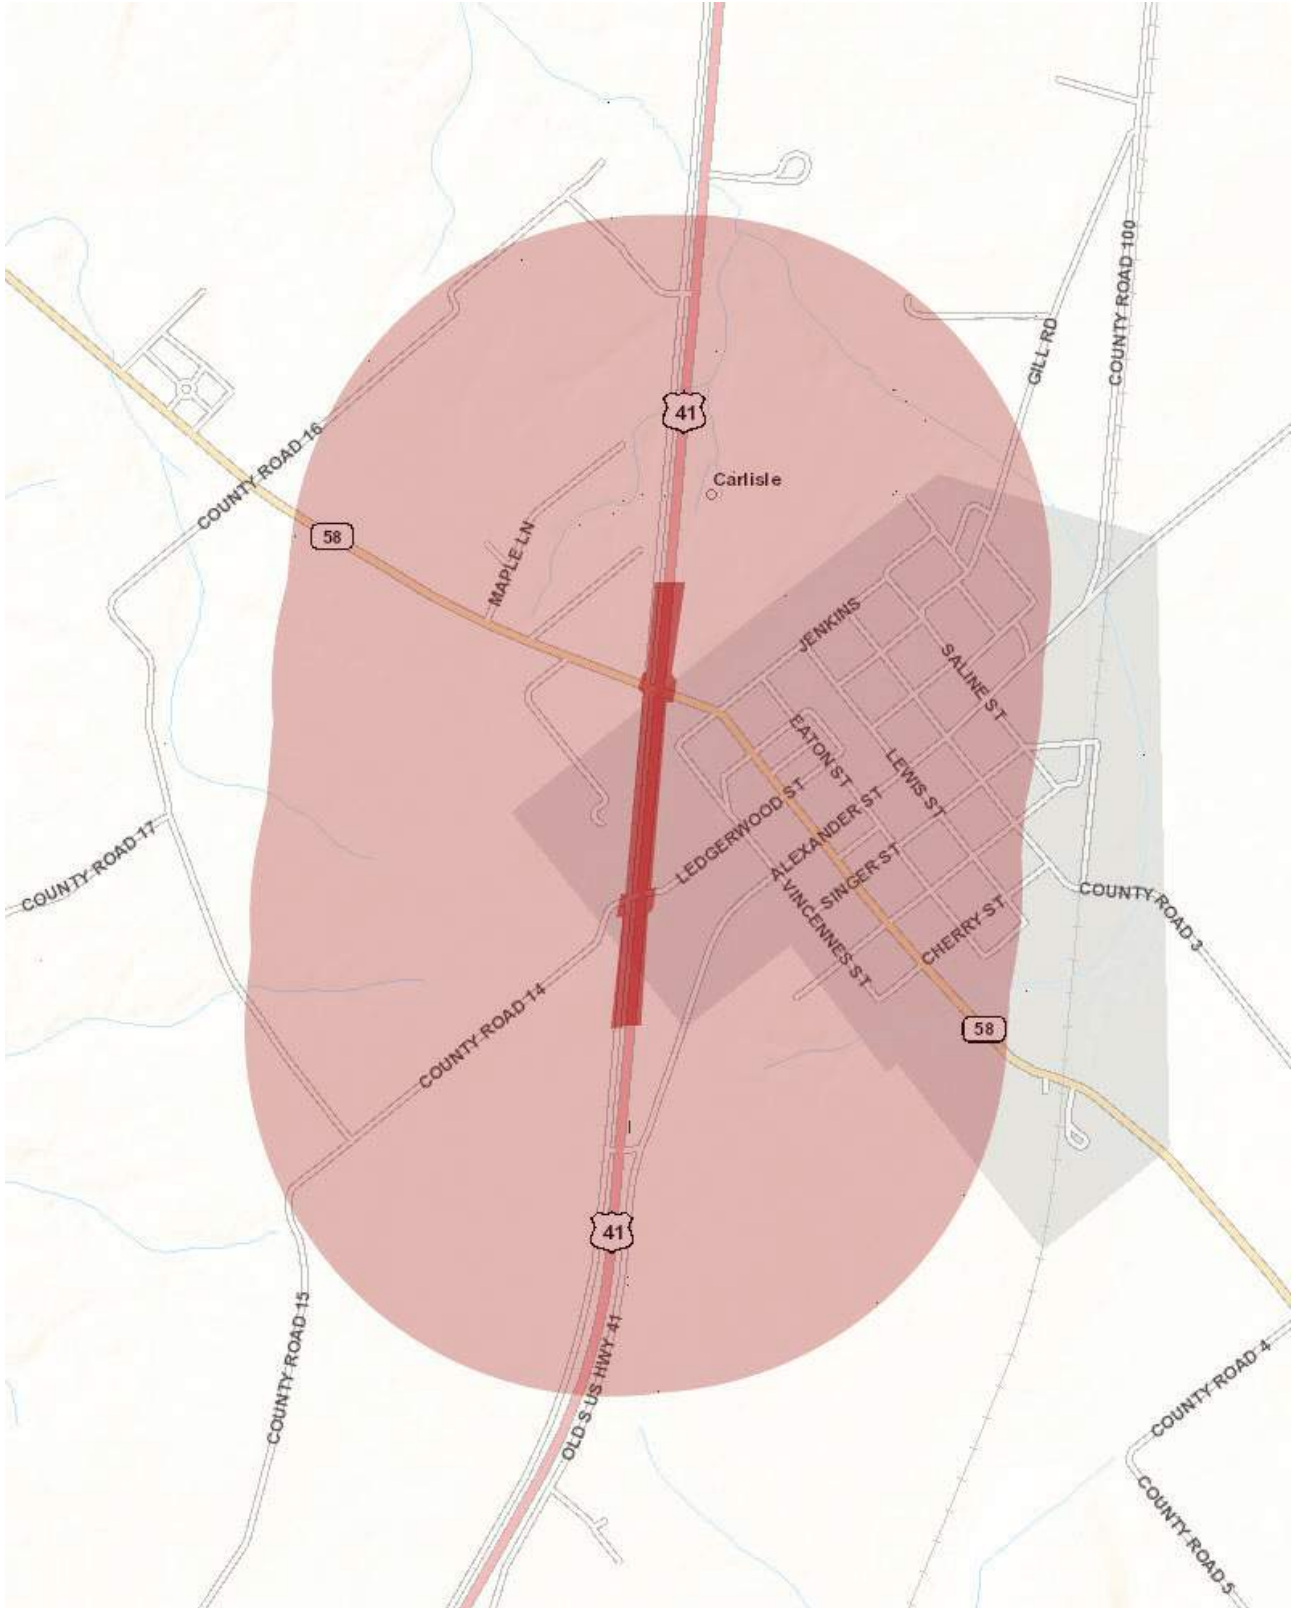 COUNTY ROAD 100
GILL RD
41
COUNTY ROAD 16
Carlisle
58
MAPLE LN
JENKINS
SALINE ST
EATON ST
LEWIS ST
LEDGERWOOD ST
ALEXANDER ST
SINGER ST
VINCENNES ST
CHERRY ST
COUNTY ROAD 17
COUNTY ROAD 3
COUNTY ROAD 14
58
41
COUNTY ROAD 15
OLD S US HWY 41
COUNTY ROAD 4
COUNTY ROAD 5